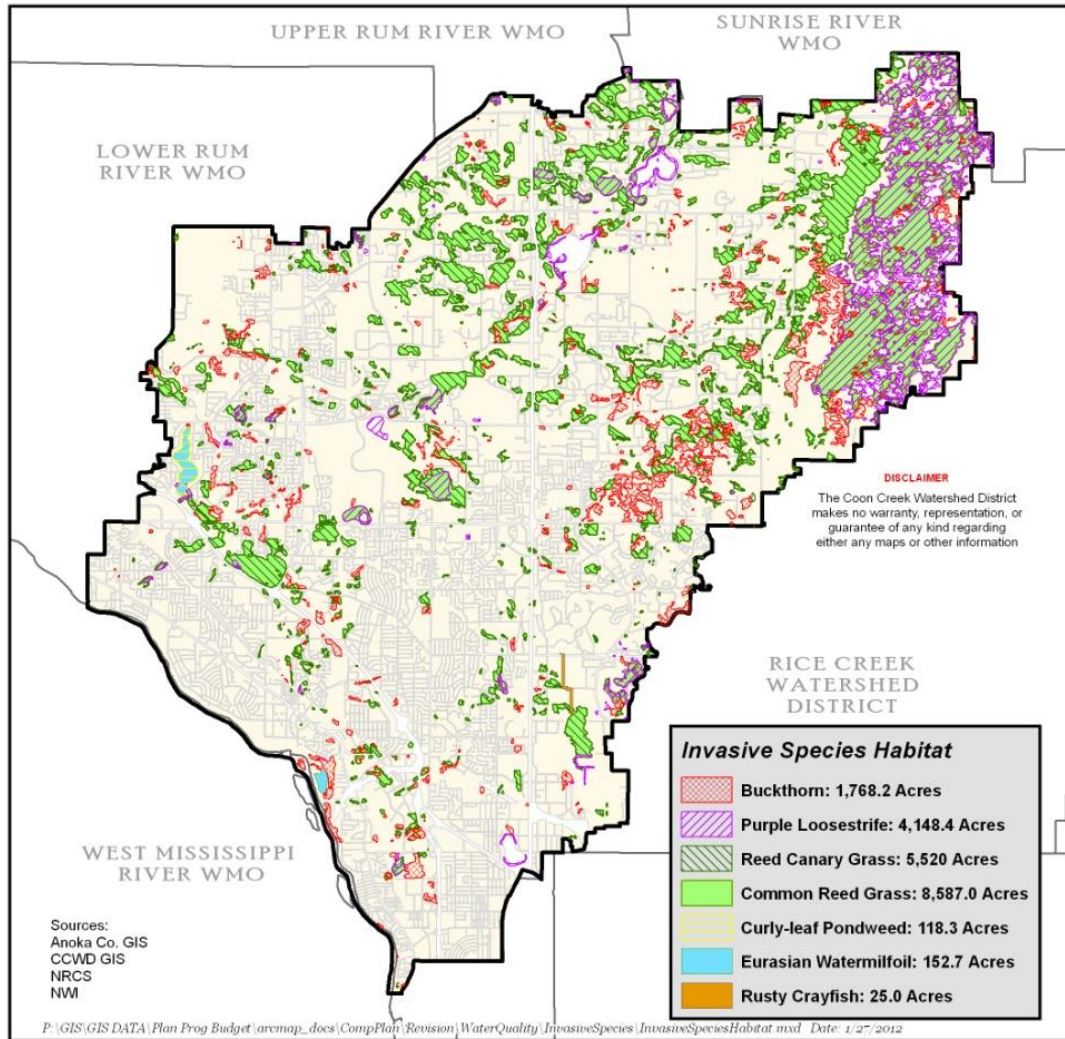 UPPER RUM RIVER WMO
SUNRISE RIVER
WMO
LOWER RUM
RIVER WMO
DISCLAIMER
The Coon Creek Watershed District
makes no warranty, representation, or
guarantee of any kind regarding
either any maps or other information
RICE CREEK
WATERSHED
DISTRICT
WEST MISSISSIPPI
RIVER WMO
Invasive Species Habitat
Buckthorn: 1,768.2 Acres
Purple Loosestrife: 4,148.4 Acres
Reed Canary Grass: 5,520 Acres
Common Reed Grass: 8,587.0 Acres
Curly-leaf Pondweed: 118.3 Acres
Eurasian Watermilfoil: 152.7 Acres
Rusty Crayfish: 25.0 Acres
Sources:
Anoka Co. GIS
CCWD GIS
NRCS
NWI
P:\GIS\GIS DATA\Plan Prog Budget\arcmap_docs\CompPlan\Revision\WaterQuality\InvasiveSpecies\InvasiveSpeciesHabitat.mxd Date: 1/27/2012